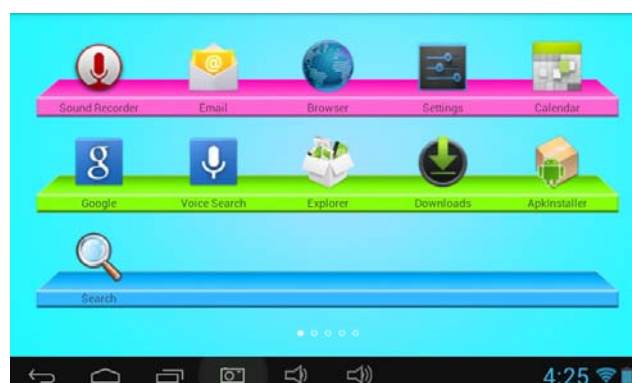 Sound Recorder Email Browser Settings Calendar
Google Voice Search Explorer Downloads ApkInstaller
Search
4:25